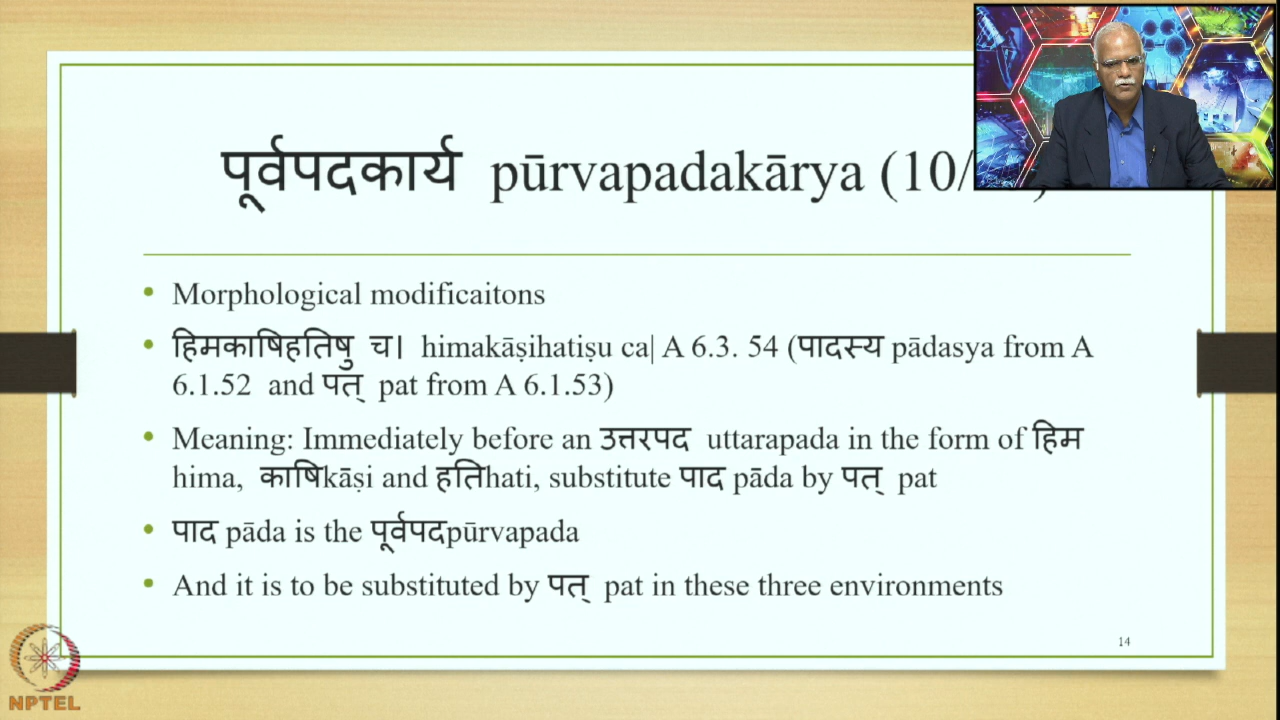 पूर्वपदकार्य pūrvapadakārya (10/
Morphological modificaitons
हिमकाषिहतिषु च। himakāṣihatiṣu ca| A 6.3. 54 (पादस्य pādasya from A
6.1.52 and पत् pat from A 6.1.53)
Meaning: Immediately before an उत्तरपद uttarapada in the form of हिम
hima, काषिkāṣi and हतिhati, substitute पाद pāda by पत् pat
पाद pāda is the पूर्वपदpūrvapada
And it is to be substituted by पत् pat in these three environments
14
NPTEL